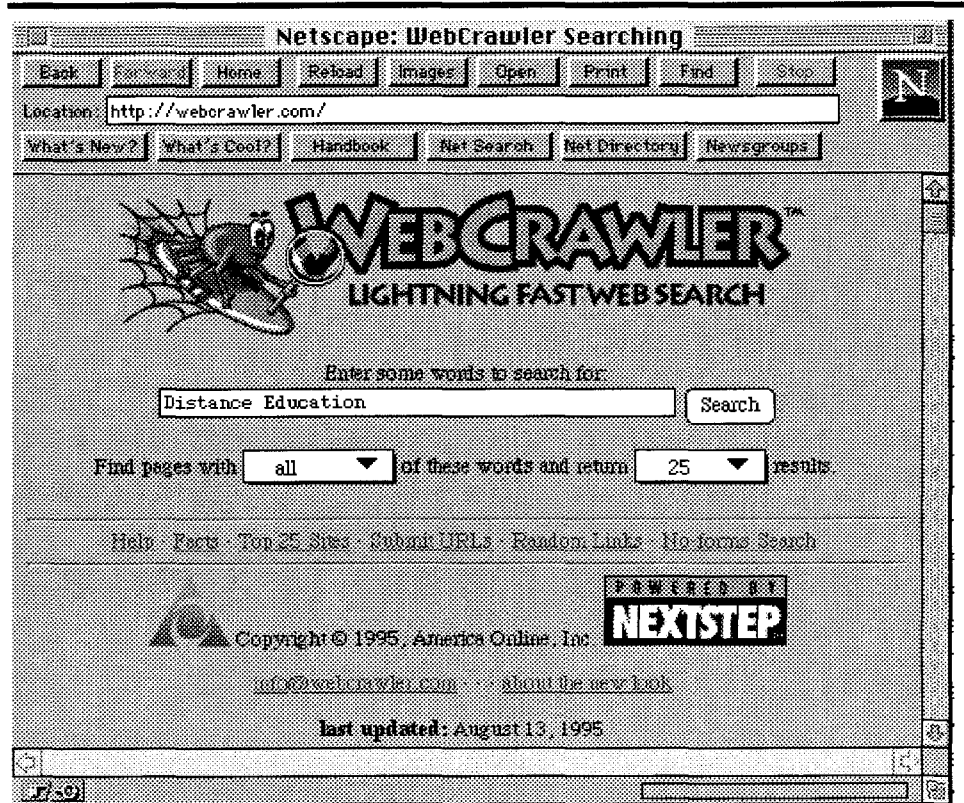 Netscape: WebCrawler Searching
Back Forward Home Reload Images Open Print Find Stop
N
Location: http://webcrawler.com/
What's New? What's Cool? Handbook Net Search Net Directory Newsgroups
WEBCRAWLER™
LIGHTNING FAST WEB SEARCH
Enter some words to search for:
Distance Education Search
Find pages with all of these words and return 25 results.
Help · Facts · Top 25 Sites · Submit URLs · Random Links · No-forms Search
POWERED BY
NEXTSTEP
Copyright © 1995, America Online, Inc
info@webcrawler.com · · · about the new look
last updated: August 13, 1995